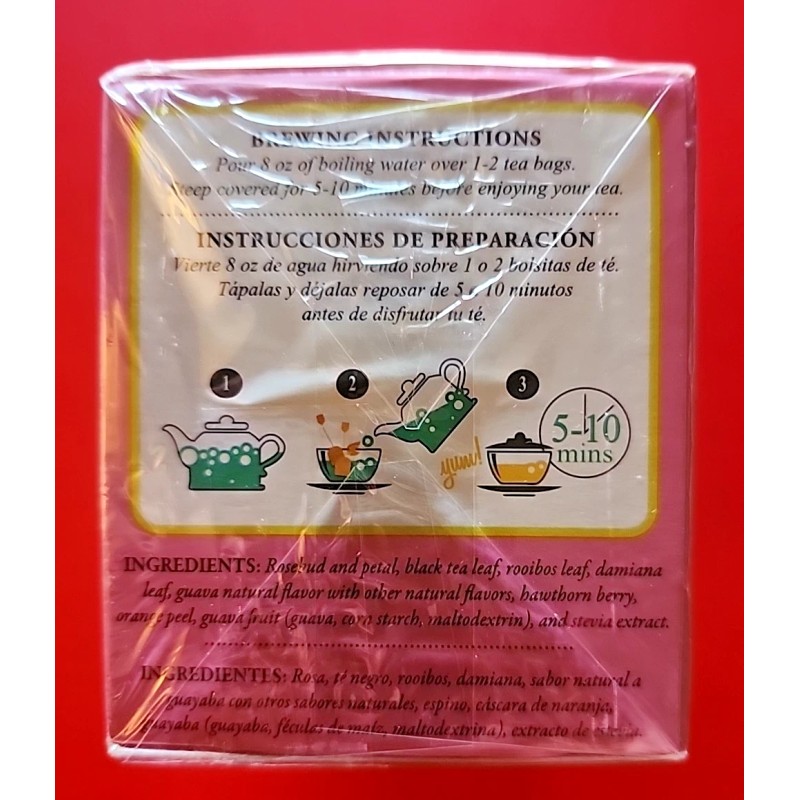 BREWING INSTRUCTIONS
Pour 8 oz of boiling water over 1-2 tea bags.
Steep covered for 5-10 minutes before enjoying your tea.
INSTRUCCIONES DE PREPARACIÓN
Vierte 8 oz de agua hirviendo sobre 1 o 2 bolsitas de té.
Tápalas y déjalas reposar de 5 a 10 minutos
antes de disfrutar tu té.
1 2 3
5-10
mins
yum!
INGREDIENTS: Rosebud and petal, black tea leaf, rooibos leaf, damiana
leaf, guava natural flavor with other natural flavors, hawthorn berry,
orange peel, guava fruit (guava, corn starch, maltodextrin), and stevia extract.
INGREDIENTES: Rosa, té negro, rooibos, damiana, sabor natural a
guayaba con otros sabores naturales, espino, cáscara de naranja,
guayaba (guayaba, féculas de maíz, maltodextrina), extracto de estevia.